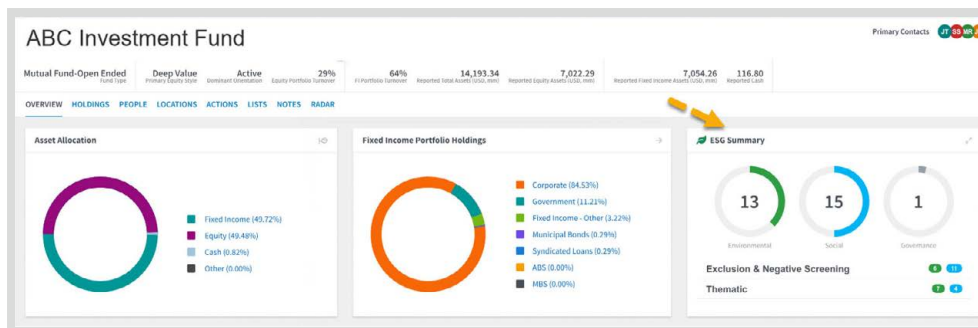 ABC Investment Fund
Primary Contacts JT SS MR
Mutual Fund-Open Ended Deep Value Active 29% 64% 14,193.34 7,022.29 7,054.26 116.80
Fund Type Primary Equity Style Dominant Orientation Equity Portfolio Turnover FI Portfolio Turnover Reported Total Assets (USD, mm) Reported Equity Assets (USD, mm) Reported Fixed Income Assets (USD, mm) Reported Cash
OVERVIEW HOLDINGS PEOPLE LOCATIONS ACTIONS LISTS NOTES RADAR
Asset Allocation
Fixed Income (49.72%)
Equity (49.48%)
Cash (0.82%)
Other (0.00%)
Fixed Income Portfolio Holdings
Corporate (84.53%)
Government (11.21%)
Fixed Income - Other (3.22%)
Municipal Bonds (0.29%)
Syndicated Loans (0.29%)
ABS (0.00%)
MBS (0.00%)
ESG Summary
13 15 1
Environmental Social Governance
Exclusion & Negative Screening 6 11
Thematic 7 4